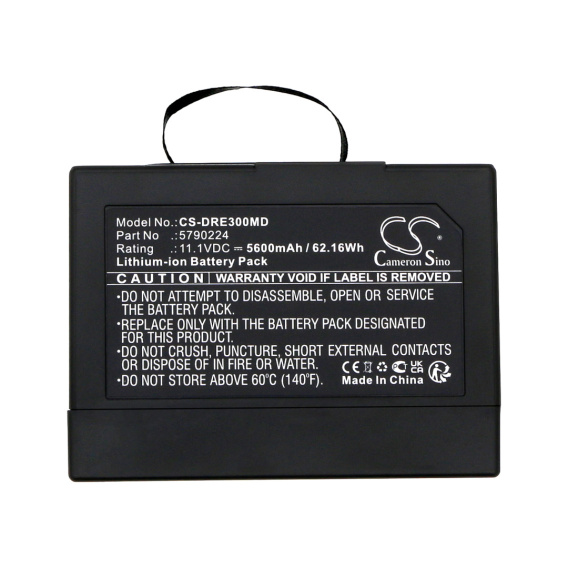 Model No.:CS-DRE300MD
Part No .:5790224
Rating .:11.1VDC ⎓ 5600mAh / 62.16Wh
Lithium-ion Battery Pack
CS
Cameron Sino
CAUTION WARRANTY VOID IF LABEL IS REMOVED
•DO NOT ATTEMPT TO DISASSEMBLE, OPEN OR SERVICE
THE BATTERY PACK.
•REPLACE ONLY WITH THE BATTERY PACK DESIGNATED
FOR THIS PRODUCT.
•DO NOT CRUSH, PUNCTURE, SHORT EXTERNAL CONTACTS
OR DISPOSE OF IN FIRE OR WATER.
•DO NOT STORE ABOVE 60°C (140°F)
CE UKCA
Made In China